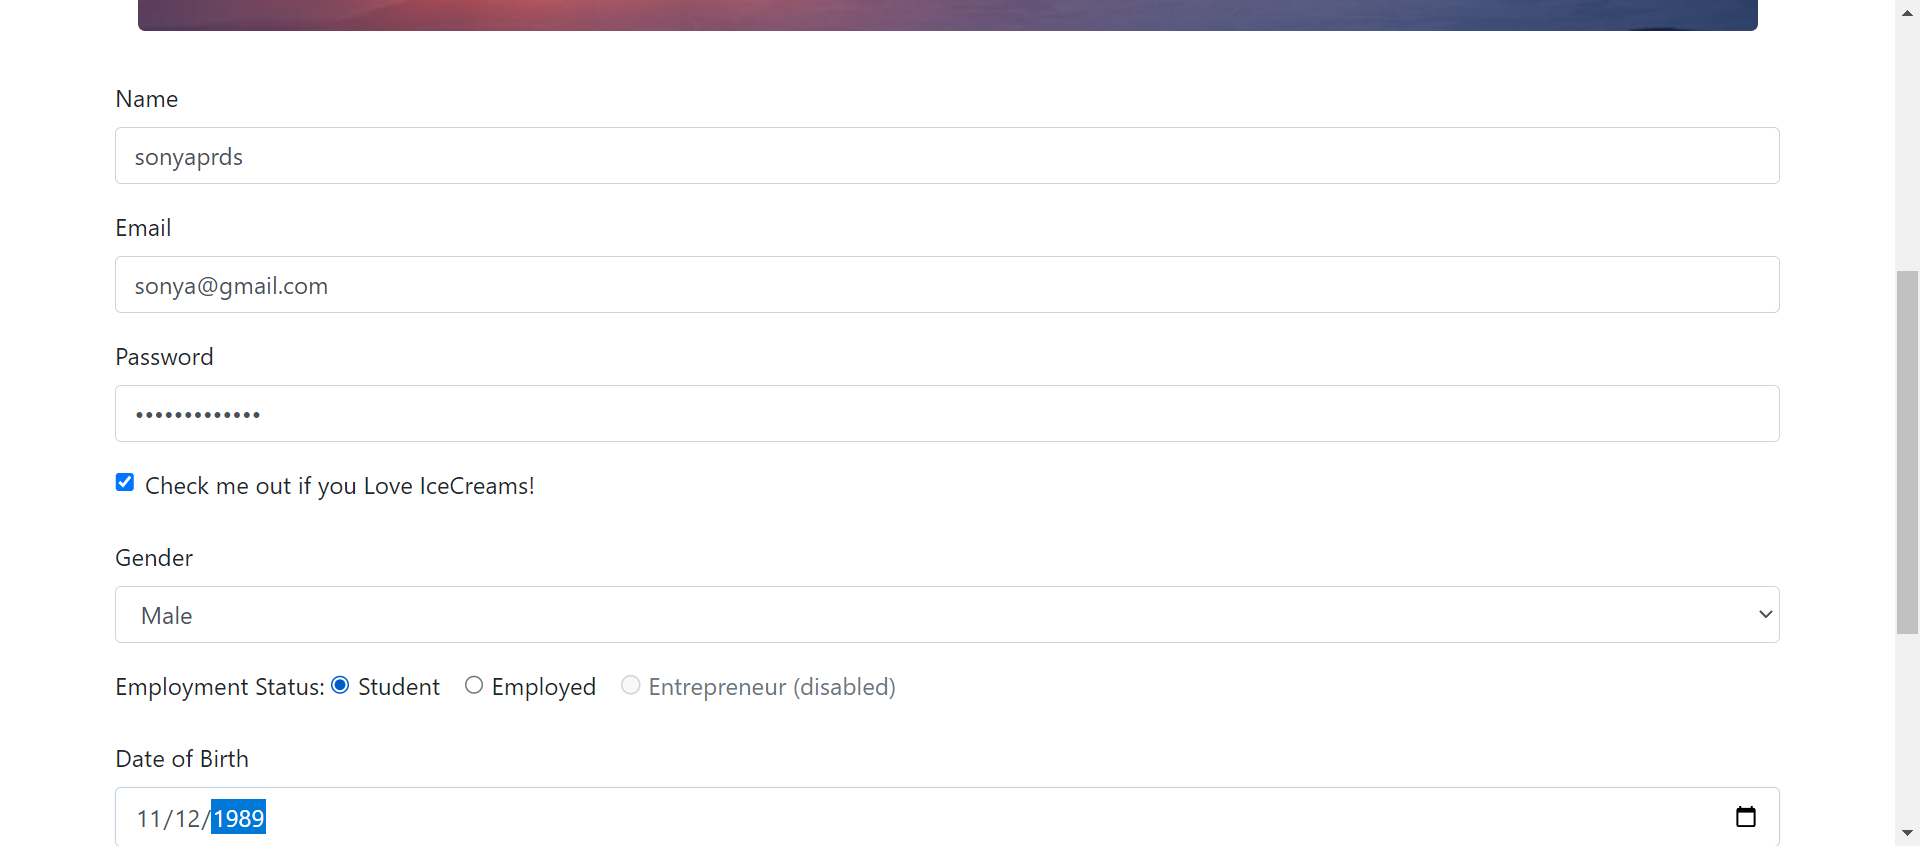 Name
sonyaprds
Email
sonya@gmail.com
Password
•••••••••••••
Check me out if you Love IceCreams!
Gender
Male
Employment Status: Student Employed Entrepreneur (disabled)
Date of Birth
11/12/1989